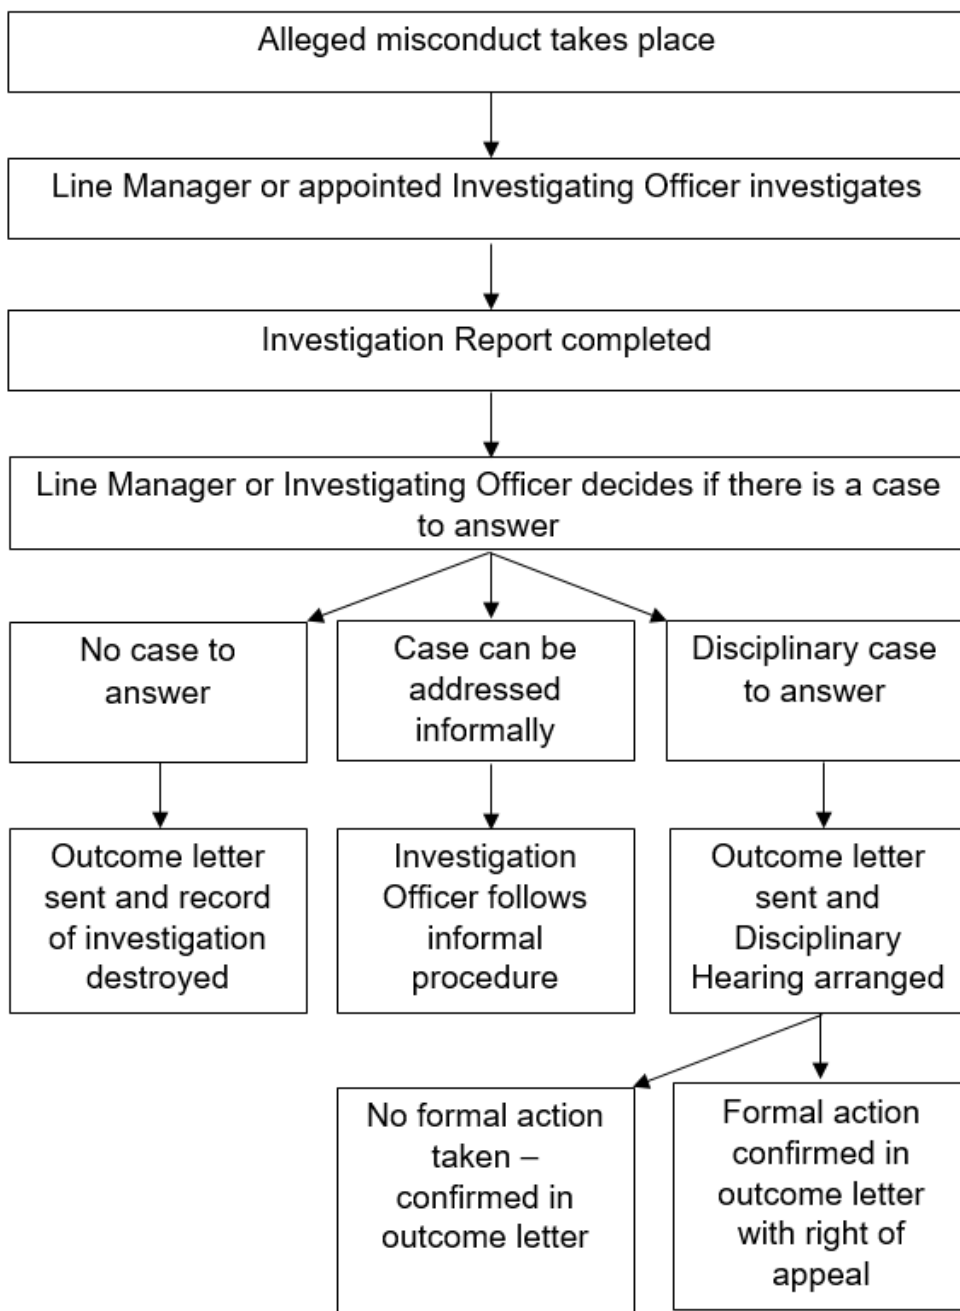 Alleged misconduct takes place
Line Manager or appointed Investigating Officer investigates
Investigation Report completed
Line Manager or Investigating Officer decides if there is a case
to answer
No case to
answer
Case can be
addressed
informally
Disciplinary case
to answer
Outcome letter
sent and record
of investigation
destroyed
Investigation
Officer follows
informal
procedure
Outcome letter
sent and
Disciplinary
Hearing arranged
No formal action
taken –
confirmed in
outcome letter
Formal action
confirmed in
outcome letter
with right of
appeal